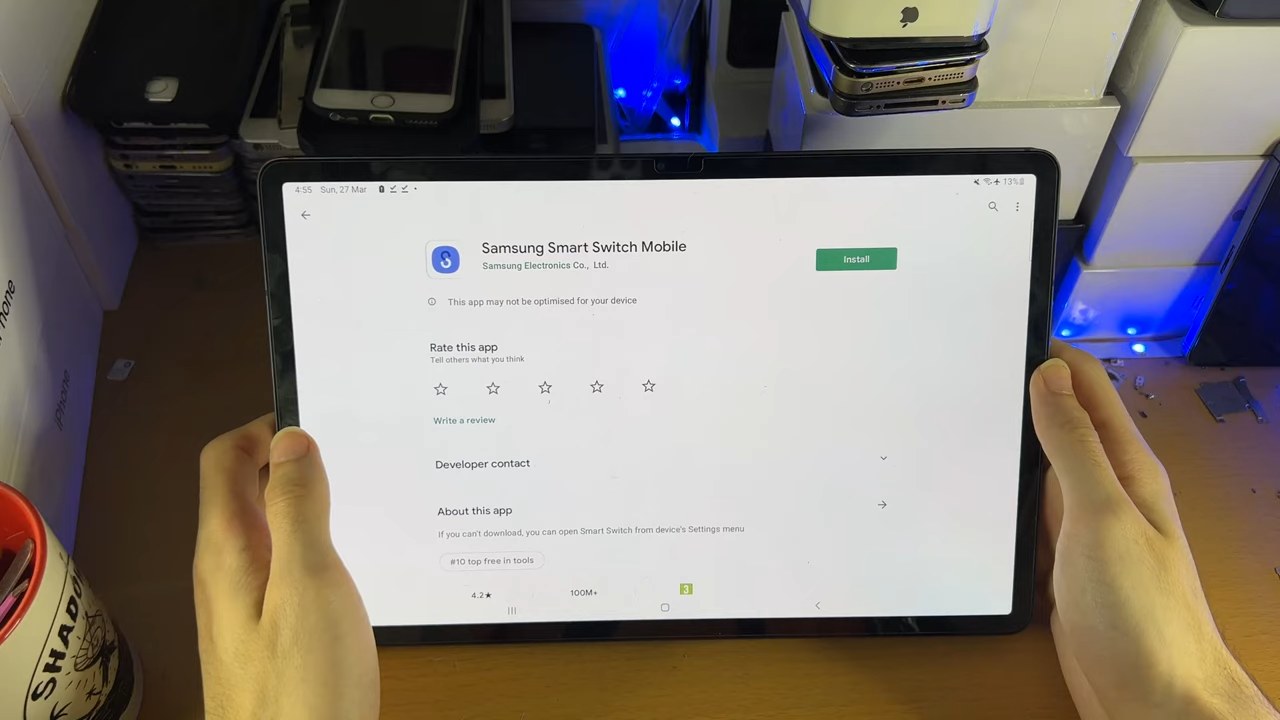 4:55 Sun, 27 Mar
13%
Samsung Smart Switch Mobile
Samsung Electronics Co., Ltd.
Install
This app may not be optimised for your device
Rate this app
Tell others what you think
Write a review
Developer contact
About this app
If you can't download, you can open Smart Switch from device's Settings menu
#10 top free in tools
4.2★
100M+
3
iPhone
SHADO